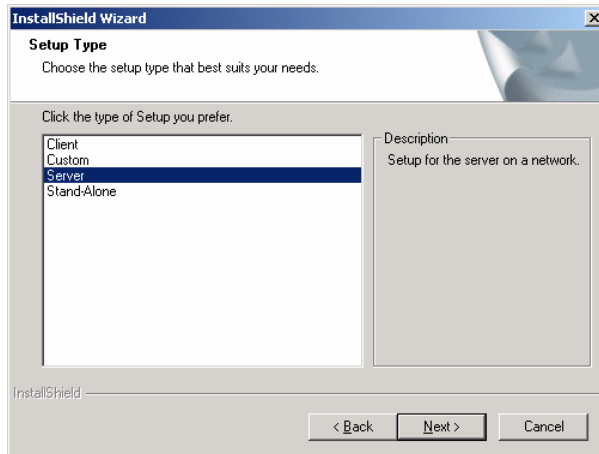 InstallShield Wizard
Setup Type
Choose the setup type that best suits your needs.
Click the type of Setup you prefer.
Client
Custom
Server
Stand-Alone
Description
Setup for the server on a network.
InstallShield
< Back
Next >
Cancel